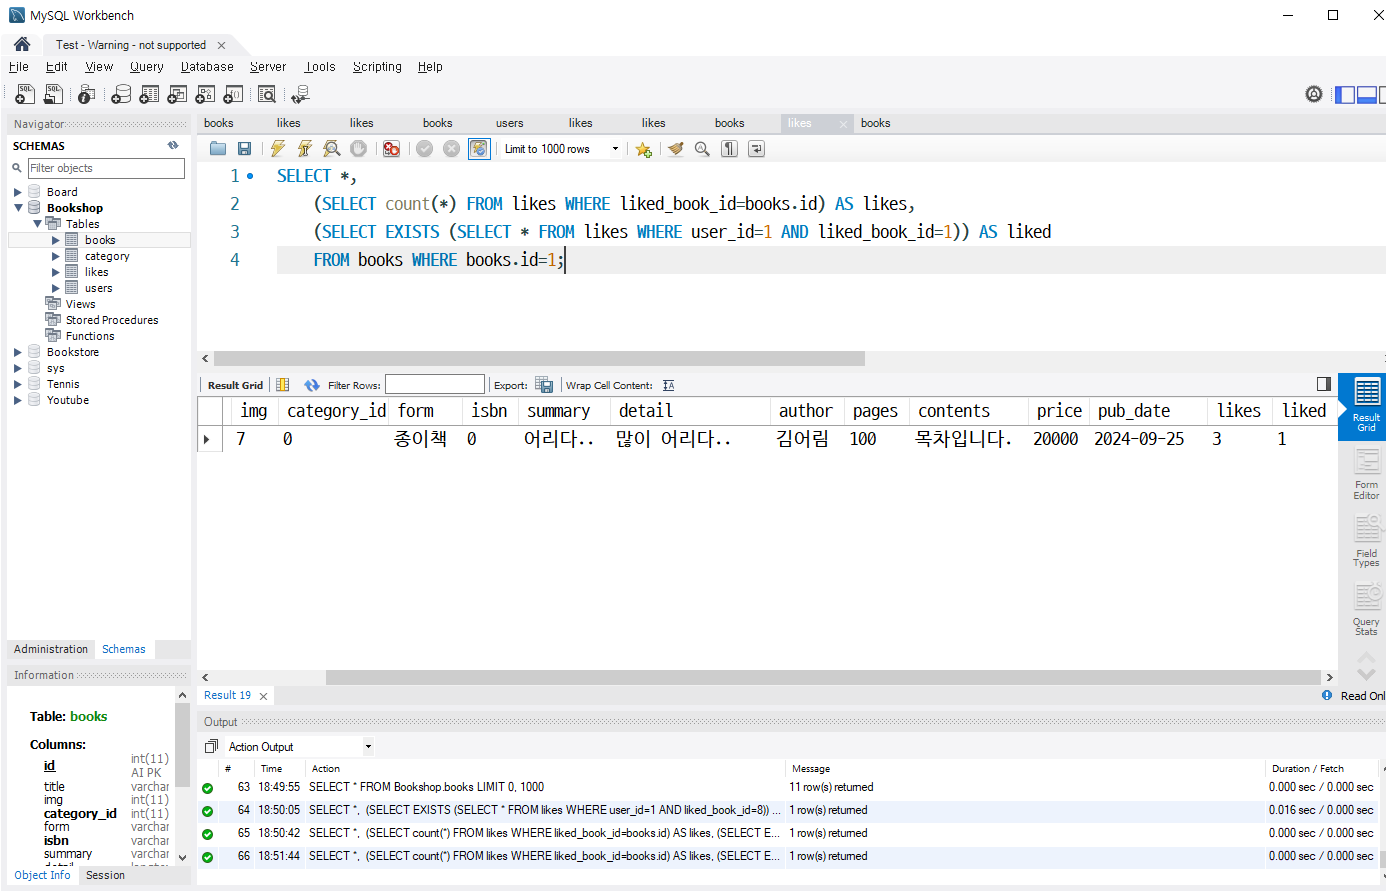 MySQL Workbench
Test - Warning - not supported
File Edit View Query Database Server Tools Scripting Help
Navigator
SCHEMAS
Filter objects
Board
Bookshop
Tables
books
category
likes
users
Views
Stored Procedures
Functions
Bookstore
sys
Tennis
Youtube
Administration Schemas
Information
Table: books
Columns:
id int(11)
AI PK
title varchar
img int(11)
category_id int(11)
form varchar
isbn varchar
summary varchar
Object Info Session
books likes likes books users likes likes books likes books
Limit to 1000 rows
1 SELECT *,
2 (SELECT count(*) FROM likes WHERE liked_book_id=books.id) AS likes,
3 (SELECT EXISTS (SELECT * FROM likes WHERE user_id=1 AND liked_book_id=1)) AS liked
4 FROM books WHERE books.id=1;
Result Grid Filter Rows: Export: Wrap Cell Content:
img category_id form isbn summary detail author pages contents price pub_date likes liked
7 0 종이책 0 어리다.. 많이 어리다.. 김어림 100 목차입니다. 20000 2024-09-25 3 1
Result
Grid
Form
Editor
Field
Types
Query
Stats
Result 19
Read Onl
Output
Action Output
# Time Action Message Duration / Fetch
63 18:49:55 SELECT * FROM Bookshop.books LIMIT 0, 1000 11 row(s) returned 0.000 sec / 0.000 sec
64 18:50:05 SELECT *, (SELECT EXISTS (SELECT * FROM likes WHERE user_id=1 AND liked_book_id=8)) ... 1 row(s) returned 0.016 sec / 0.000 sec
65 18:50:42 SELECT *, (SELECT count(*) FROM likes WHERE liked_book_id=books.id) AS likes, (SELECT E... 1 row(s) returned 0.000 sec / 0.000 sec
66 18:51:44 SELECT *, (SELECT count(*) FROM likes WHERE liked_book_id=books.id) AS likes, (SELECT E... 1 row(s) returned 0.000 sec / 0.000 sec